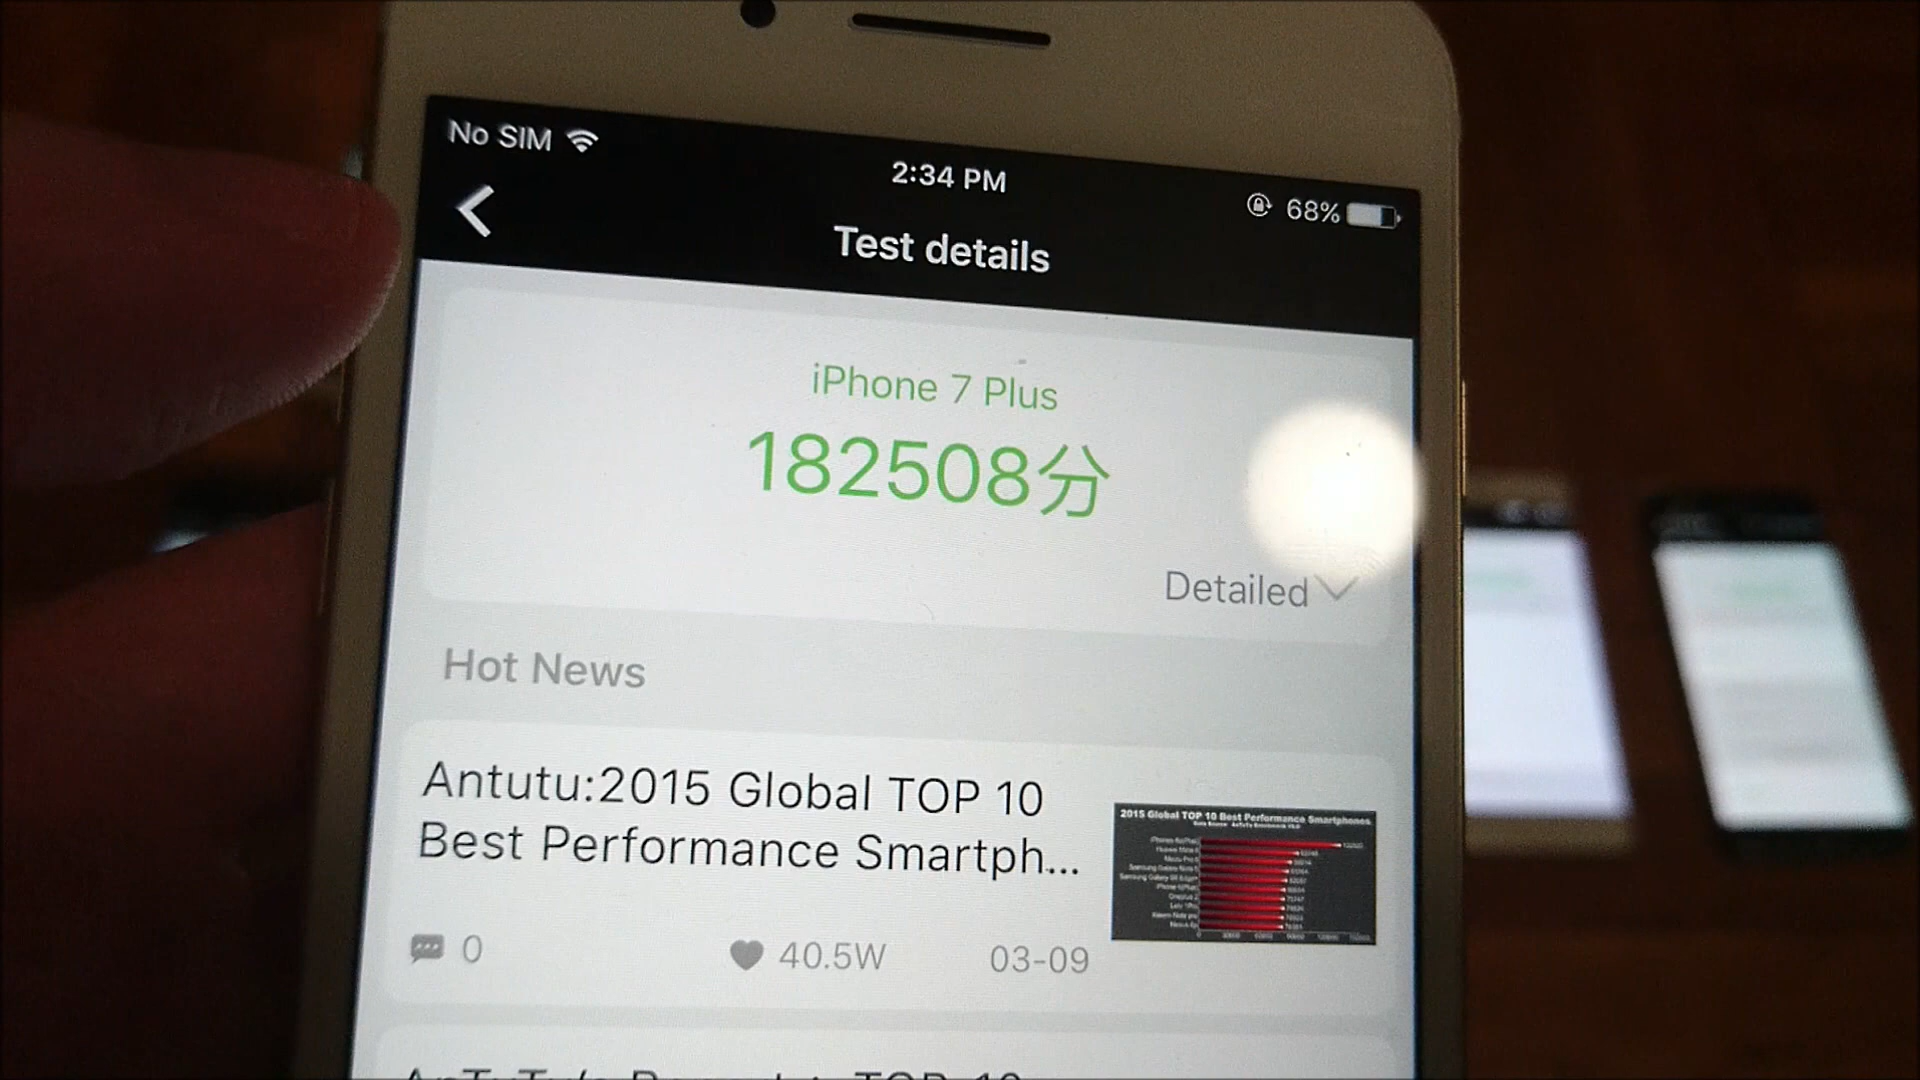 No SIM
2:34 PM
68%
Test details
iPhone 7 Plus
182508分
Detailed
Hot News
Antutu:2015 Global TOP 10
Best Performance Smartph...
0
40.5W
03-09
2015 Global TOP 10 Best Performance Smartphones